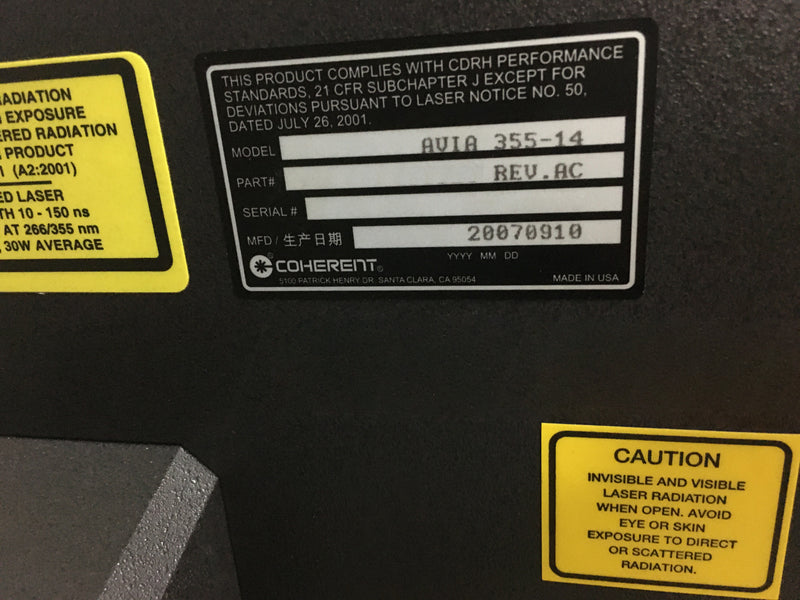 ADIATION
EXPOSURE
ERED RADIATION
PRODUCT
(A2:2001)
ED LASER
TH 10 - 150 ns
AT 266/355 nm
, 30W AVERAGE
THIS PRODUCT COMPLIES WITH CDRH PERFORMANCE
STANDARDS, 21 CFR SUBCHAPTER J EXCEPT FOR
DEVIATIONS PURSUANT TO LASER NOTICE NO. 50,
DATED JULY 26, 2001.
MODEL AVIA 355-14
PART# REV.AC
SERIAL #
MFD / 生产日期 20070910
YYYY MM DD
COHERENT®
5100 PATRICK HENRY DR. SANTA CLARA, CA 95054 MADE IN USA
CAUTION
INVISIBLE AND VISIBLE
LASER RADIATION
WHEN OPEN. AVOID
EYE OR SKIN
EXPOSURE TO DIRECT
OR SCATTERED
RADIATION.